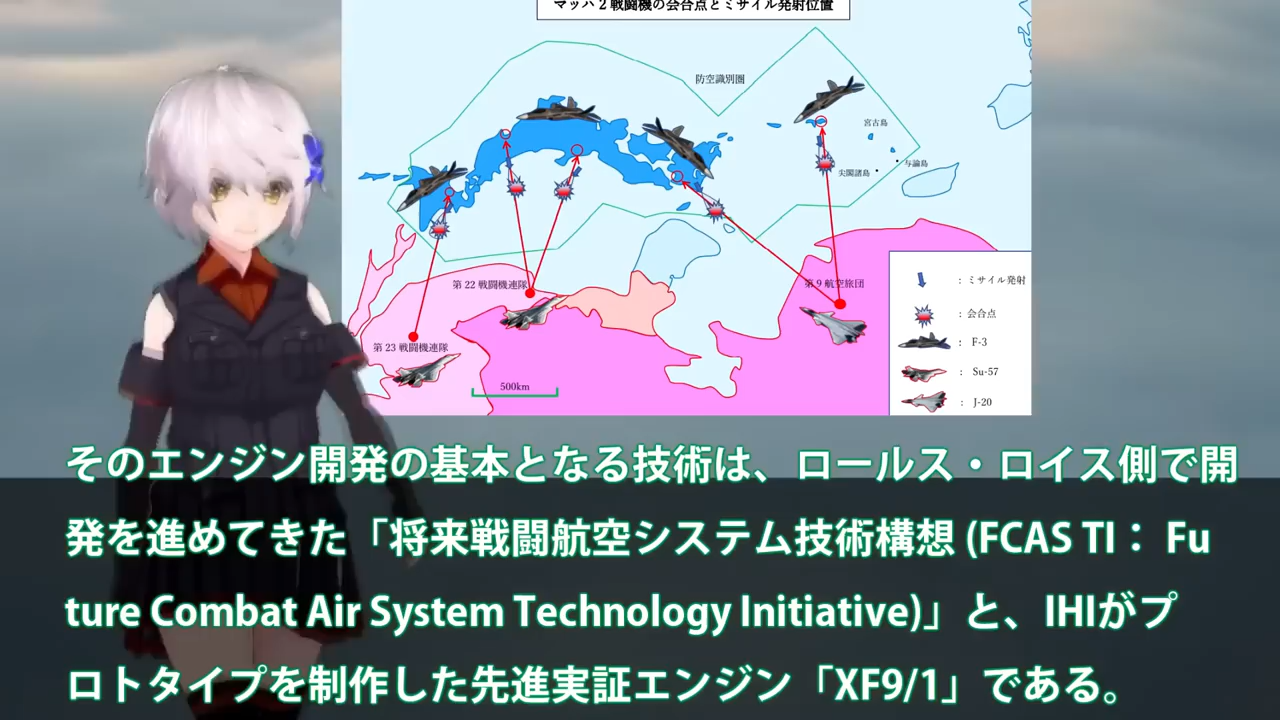 マッハ2戦闘機の会合点とミサイル発射位置
防空識別圏
宮古島
与論島
尖閣諸島
第22戦闘機連隊
第9航空旅団
第23戦闘機連隊
500km
：ミサイル発射
：会合点
： F-3
： Su-57
： J-20
そのエンジン開発の基本となる技術は、ロールス・ロイス側で開
発を進めてきた「将来戦闘航空システム技術構想 (FCAS TI： Fu
ture Combat Air System Technology Initiative)」と、IHIがプ
ロトタイプを制作した先進実証エンジン「XF9/1」である。